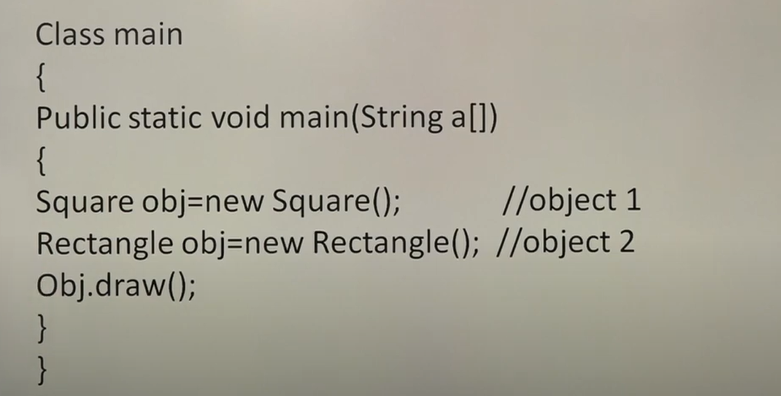 Class main
{
Public static void main(String a[])
{
Square obj=new Square(); //object 1
Rectangle obj=new Rectangle(); //object 2
Obj.draw();
}
}